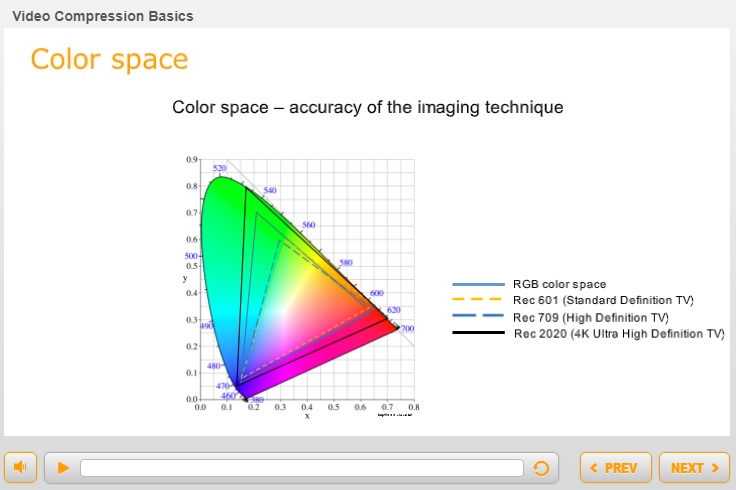 Video Compression Basics
Color space
Color space – accuracy of the imaging technique
0.9
520
0.8
540
0.7
560
0.6
500
0.5
580
y
0.4
600
620
0.3
490
700
0.2
480
0.1
470
460
380
0.0
0.0 0.1 0.2 0.3 0.4 0.5 0.6 0.7 0.8
x
RGB color space
Rec 601 (Standard Definition TV)
Rec 709 (High Definition TV)
Rec 2020 (4K Ultra High Definition TV)
PREV
NEXT